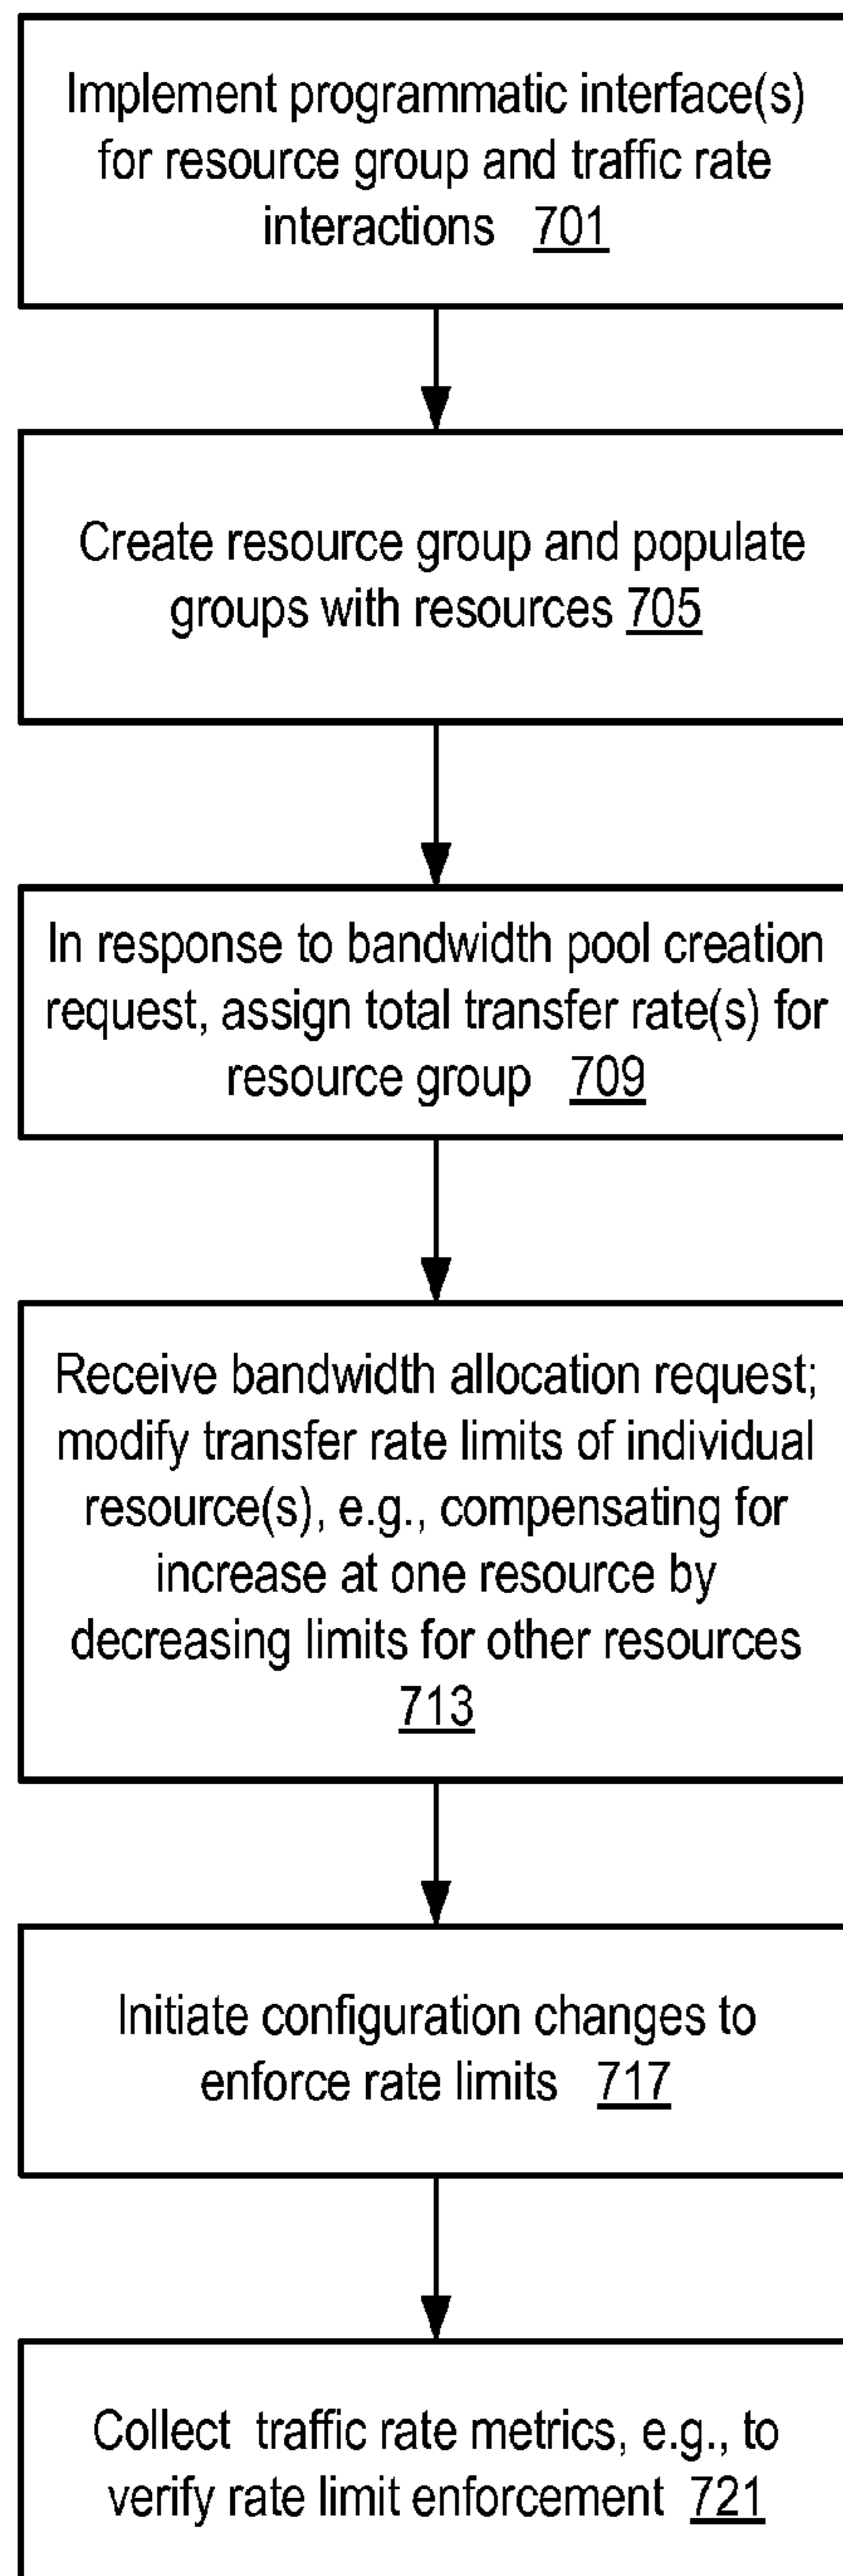 Implement programmatic interface(s)
for resource group and traffic rate
interactions 701
Create resource group and populate
groups with resources 705
In response to bandwidth pool creation
request, assign total transfer rate(s) for
resource group 709
Receive bandwidth allocation request;
modify transfer rate limits of individual
resource(s), e.g., compensating for
increase at one resource by
decreasing limits for other resources
713
Initiate configuration changes to
enforce rate limits 717
Collect traffic rate metrics, e.g., to
verify rate limit enforcement 721